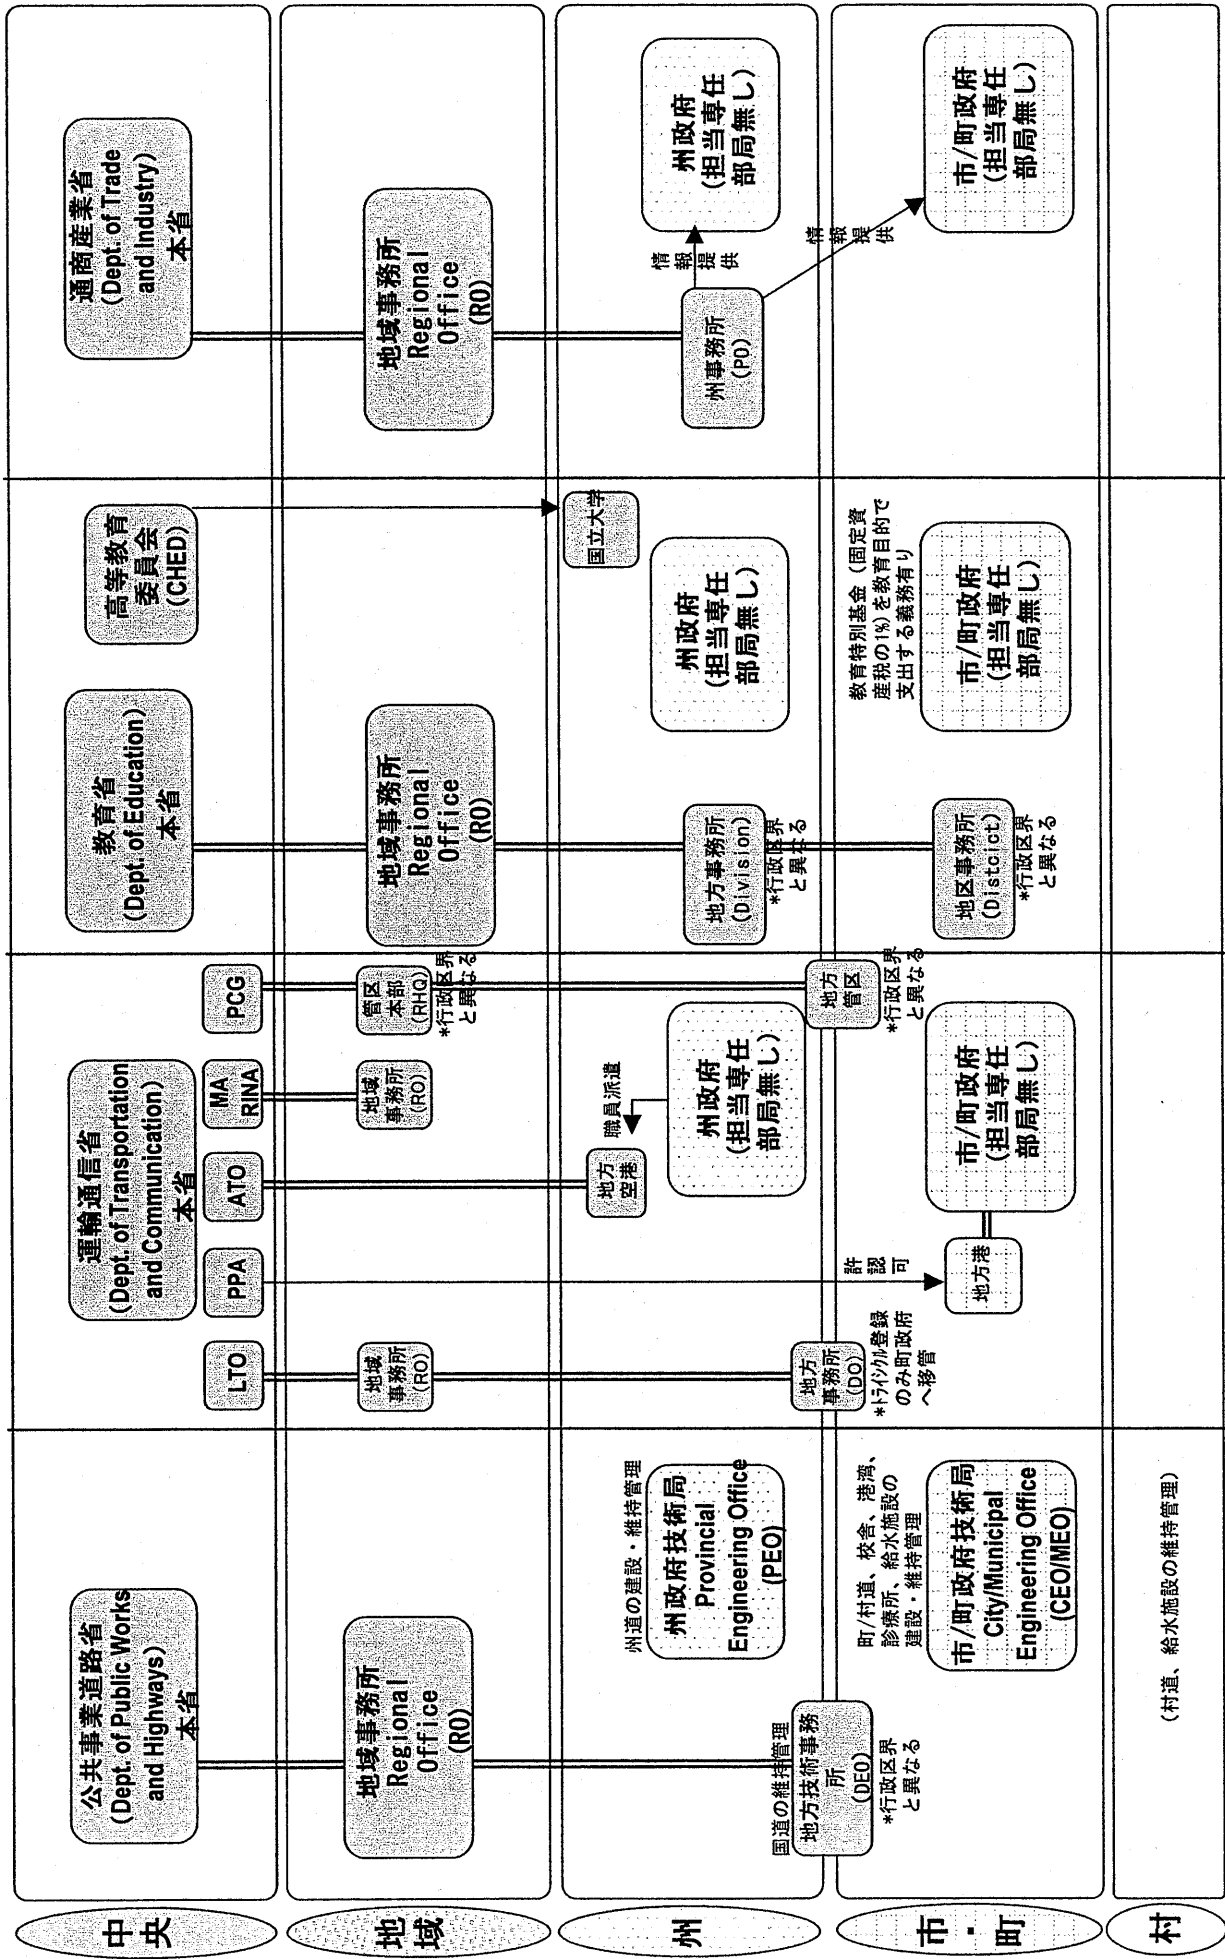 中央
公共事業道路省
(Dept. of Public Works
and Highways)
本省
運輸通信省
(Dept. of Transportation
and Communication)
本省
LTO
PPA
ATO
MA
RINA
PCG
教育省
(Dept. of Education)
本省
高等教育
委員会
(CHED)
通商産業省
(Dept. of Trade
and Industry)
本省
地域
地域事務所
Regional
Office
(RO)
地域
事務所
(RO)
地域
事務所
(RO)
管区
本部
(RHQ)
*行政区界
と異なる
地域事務所
Regional
Office
(RO)
地域事務所
Regional
Office
(RO)
州
州道の建設・維持管理
州政府技術局
Provincial
Engineering Office
(PEO)
国道の維持管理
地方技術事務
所
(DEO)
*行政区界
と異なる
地方
空港
職員派遣
州政府
(担当専任
部局無し)
地方
事務所
(DO)
*トライシクル登録
のみ町政府
へ移管
地方
管区
*行政区界
と異なる
国立大学
地方事務所
(Division)
*行政区界
と異なる
州政府
(担当専任
部局無し)
州事務所
(PO)
情報
提供
州政府
(担当専任
部局無し)
市・町
町/村道、校舎、港湾、
診療所、給水施設の
建設・維持管理
市/町政府技術局
City/Municipal
Engineering Office
(CEO/MEO)
許認可
地方港
市/町政府
(担当専任
部局無し)
地区事務所
(Distcict)
*行政区界
と異なる
教育特別基金（固定資
産税の1%)を教育目的で
支出する義務有り
市/町政府
(担当専任
部局無し)
情報
提供
市/町政府
(担当専任
部局無し)
村
(村道、給水施設の維持管理)